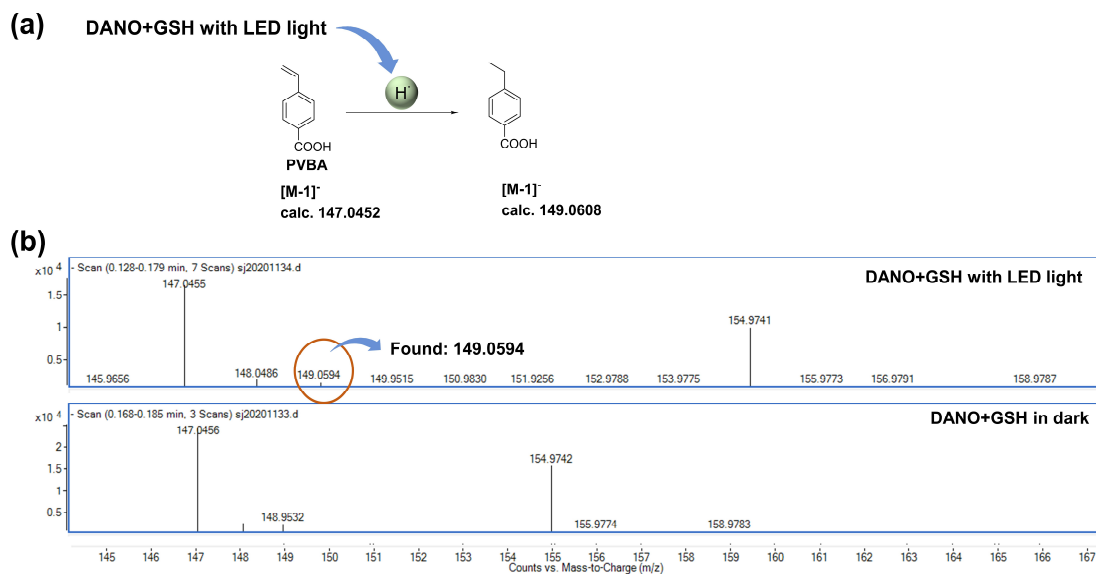 (a)
DANO+GSH with LED light
H·
COOH
COOH
PVBA
[M-1]-
[M-1]-
calc. 147.0452
calc. 149.0608
(b)
x10 4
- Scan (0.128-0.179 min, 7 Scans) sj20201134.d
DANO+GSH with LED light
147.0455
1.5
1
0.5
154.9741
Found: 149.0594
145.9656
148.0486
149.0594
149.9515
150.9830
151.9256
152.9788
153.9775
155.9773
156.9791
158.9787
x10 4
- Scan (0.168-0.185 min, 3 Scans) sj20201133.d
DANO+GSH in dark
147.0456
2
1.5
1
0.5
154.9742
148.9532
155.9774
158.9783
145 146 147 148 149 150 151 152 153 154 155 156 157 158 159 160 161 162 163 164 165 166 167
Counts vs. Mass-to-Charge (m/z)